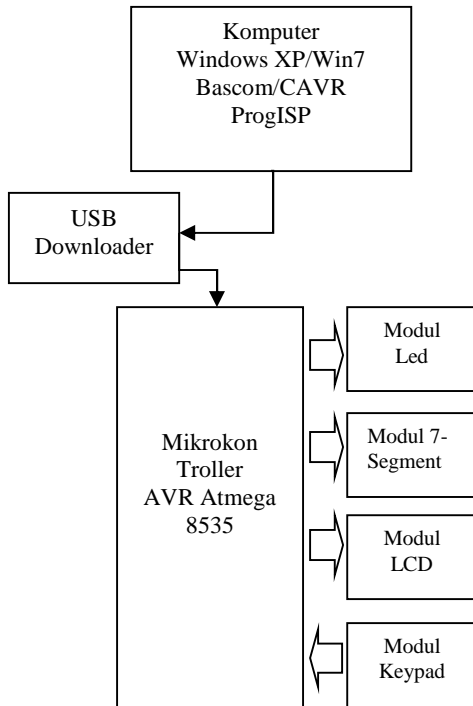 Komputer
Windows XP/Win7
Bascom/CAVR
ProgISP
USB
Downloader
Mikrokon
Troller
AVR Atmega
8535
Modul
Led
Modul 7-
Segment
Modul
LCD
Modul
Keypad